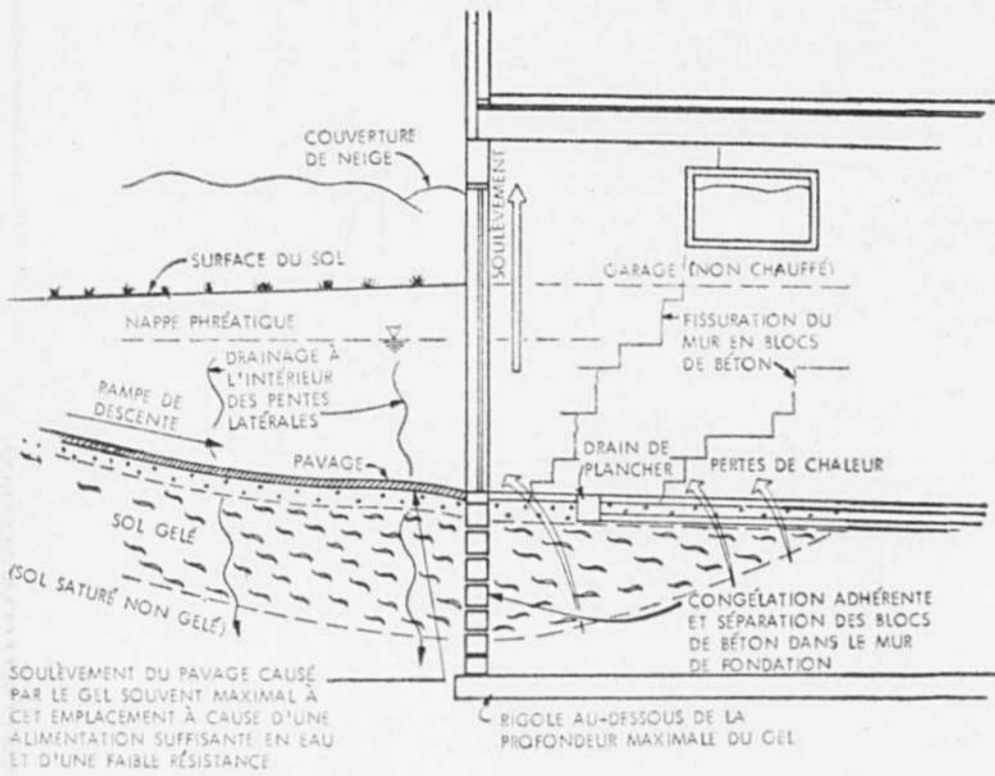 COUVERTURE
DE NEIGE
SOULÈVEMENT
SURFACE DU SOL
GARAGE (NON CHAUFFÉ)
NAPPE PHRÉATIQUE
FISSURATION DU
MUR EN BLOCS
DE BÉTON
DRAINAGE À
L'INTÉRIEUR
DES PENTES
LATÉRALES
RAMPE DE
DESCENTE
DRAIN DE
PLANCHER
PAVAGE
PERTES DE CHALEUR
SOL GELÉ
(SOL SATURÉ NON GELÉ)
CONGÉLATION ADHÉRENTE
ET SÉPARATION DES BLOCS
DE BÉTON DANS LE MUR
DE FONDATION
SOULÈVEMENT DU PAVAGE CAUSÉ
PAR LE GEL SOUVENT MAXIMAL À
CET EMPLACEMENT À CAUSE D'UNE
ALIMENTATION SUFFISANTE EN EAU
ET D'UNE FAIBLE RÉSISTANCE
RIGOLE AU-DESSOUS DE LA
PROFONDEUR MAXIMALE DU GEL